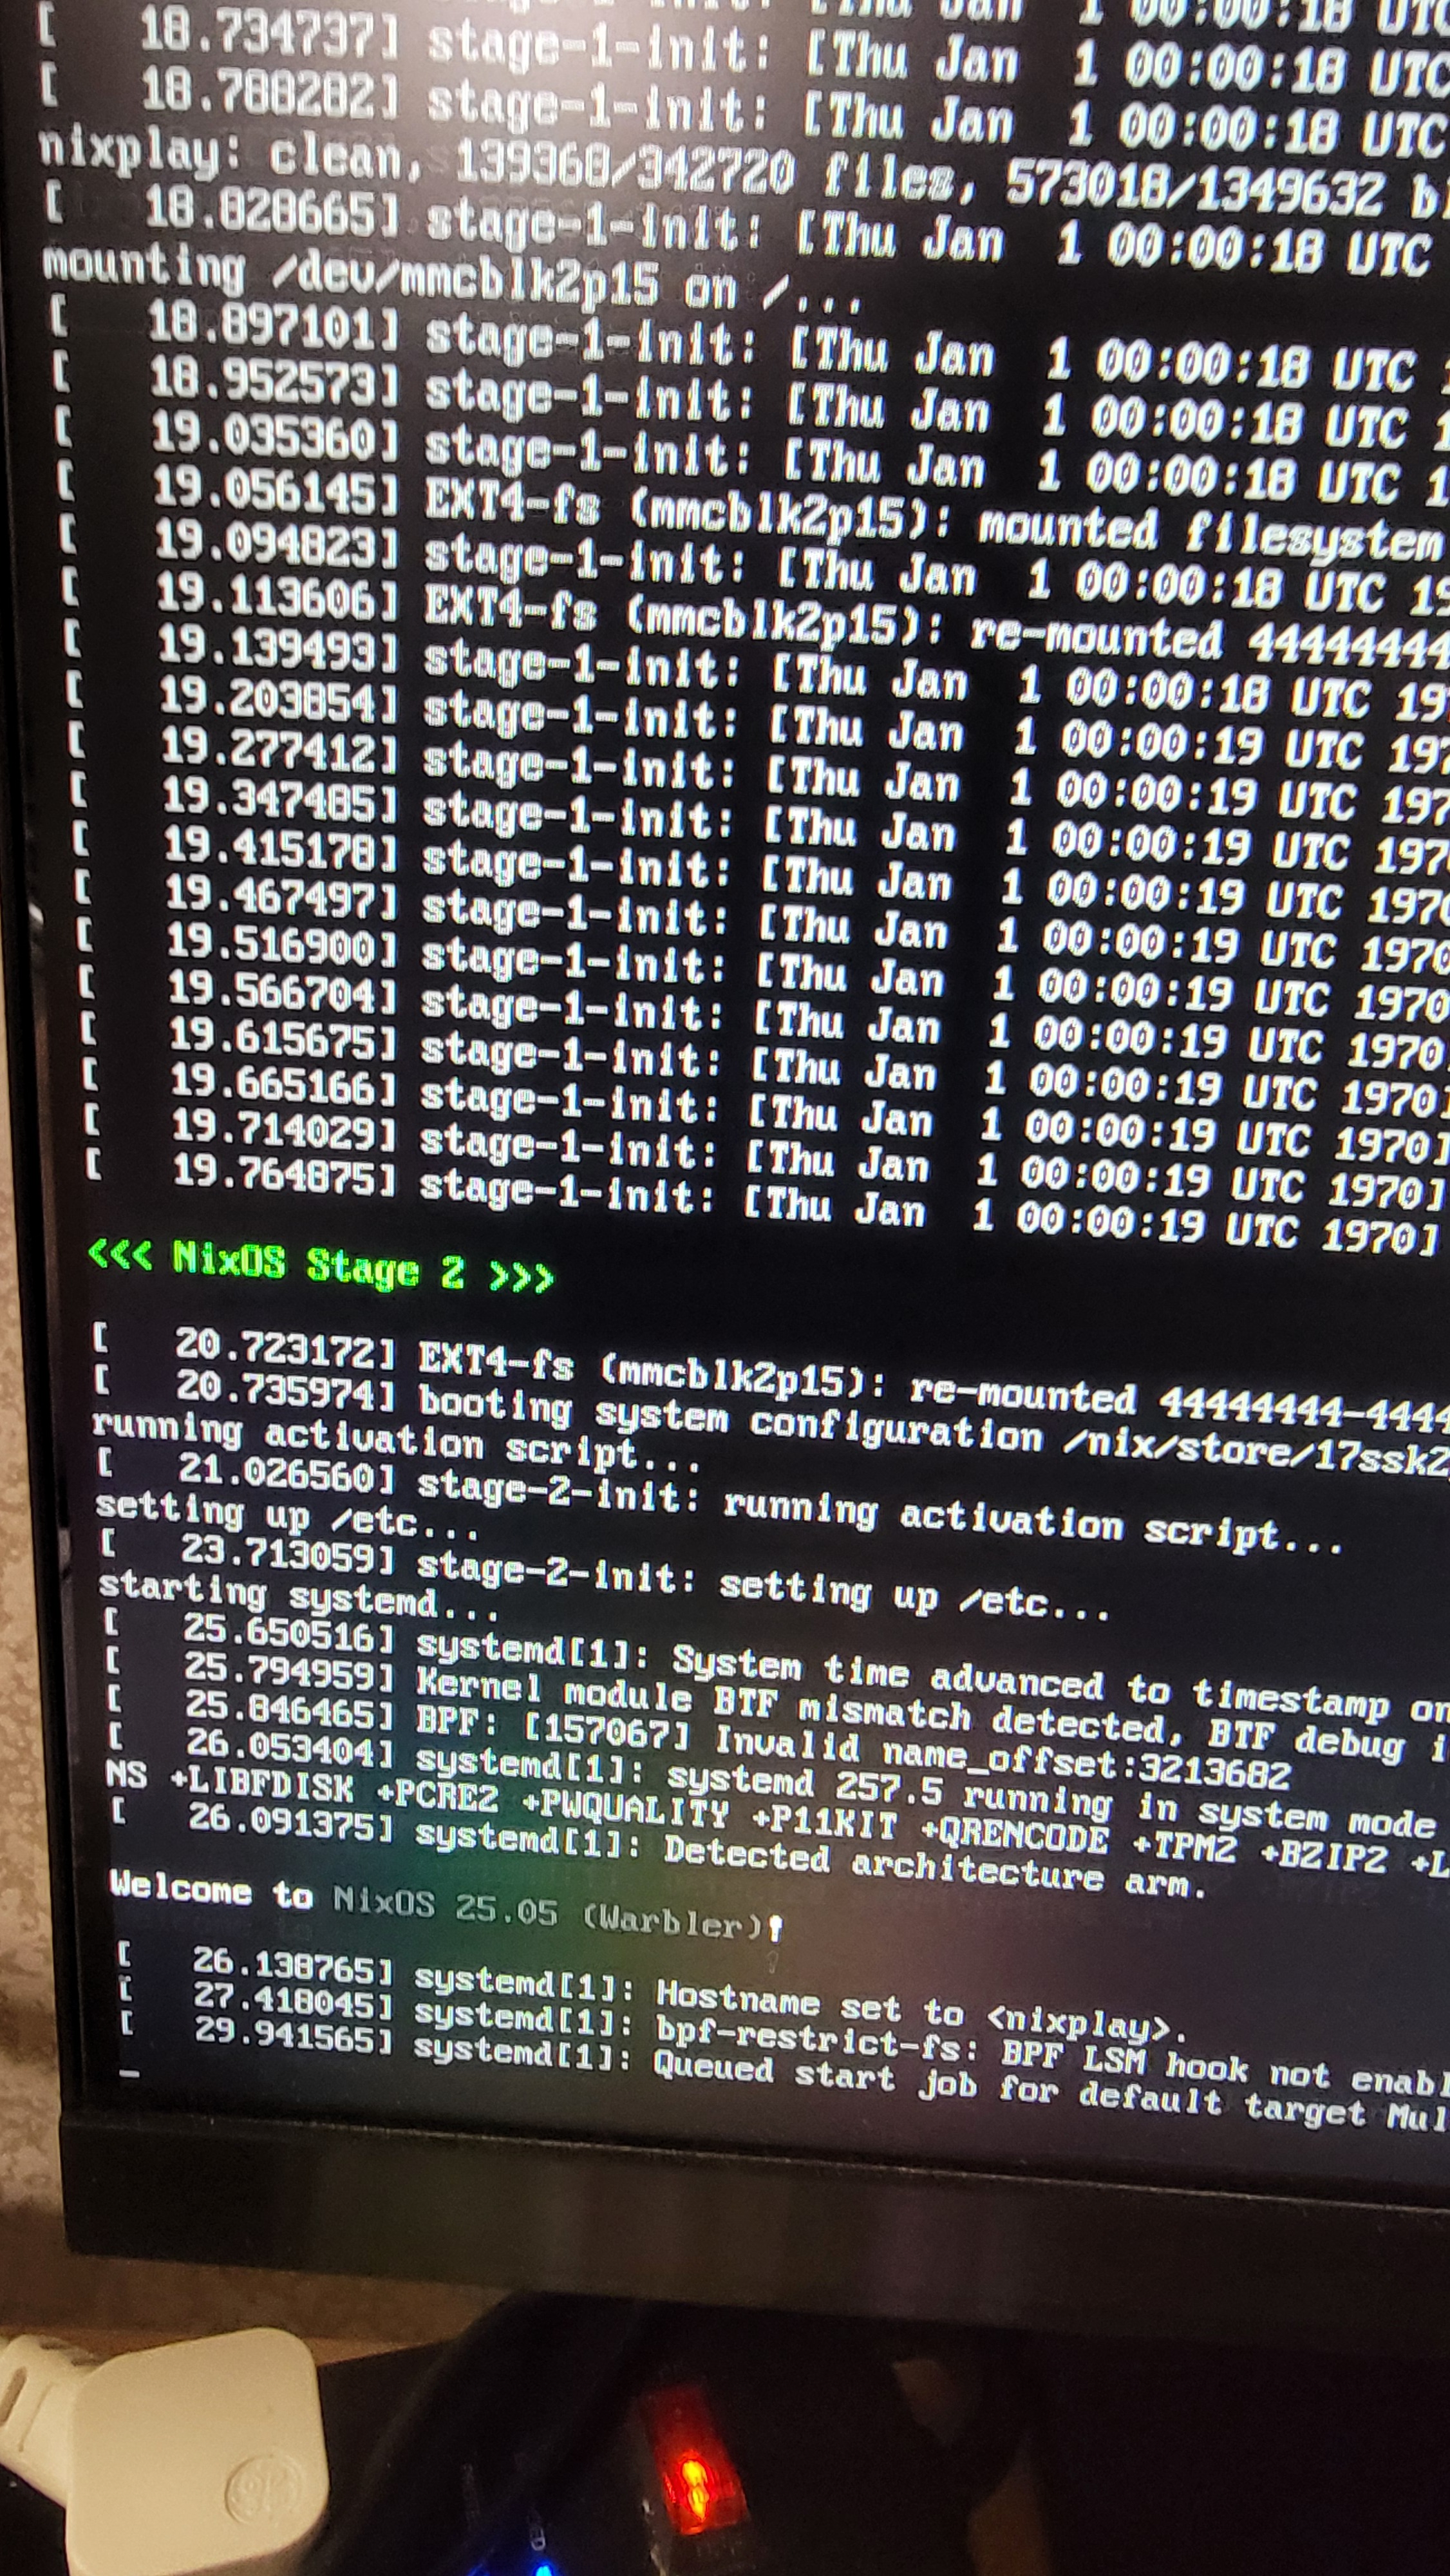 [   18.734737] stage-1-init: [Thu Jan  1 00:00:18 UTC
[   18.788282] stage-1-init: [Thu Jan  1 00:00:18 UTC
nixplay: clean, 139368/342720 files, 573018/1349632 b
[   18.828665] stage-1-init: [Thu Jan  1 00:00:18 UTC
mounting /dev/mmcblk2p15 on /...
[   18.897101] stage-1-init: [Thu Jan  1 00:00:18 UTC
[   18.952573] stage-1-init: [Thu Jan  1 00:00:18 UTC 1
[   19.035360] stage-1-init: [Thu Jan  1 00:00:18 UTC 1
[   19.056145] EXT4-fs (mmcblk2p15): mounted filesystem
[   19.094823] stage-1-init: [Thu Jan  1 00:00:18 UTC 19
[   19.113606] EXT4-fs (mmcblk2p15): re-mounted 44444444
[   19.139493] stage-1-init: [Thu Jan  1 00:00:18 UTC 19
[   19.203854] stage-1-init: [Thu Jan  1 00:00:19 UTC 197
[   19.277412] stage-1-init: [Thu Jan  1 00:00:19 UTC 197
[   19.347485] stage-1-init: [Thu Jan  1 00:00:19 UTC 197
[   19.415178] stage-1-init: [Thu Jan  1 00:00:19 UTC 1970
[   19.467497] stage-1-init: [Thu Jan  1 00:00:19 UTC 1970
[   19.516900] stage-1-init: [Thu Jan  1 00:00:19 UTC 1970
[   19.566704] stage-1-init: [Thu Jan  1 00:00:19 UTC 1970
[   19.615675] stage-1-init: [Thu Jan  1 00:00:19 UTC 1970]
[   19.665166] stage-1-init: [Thu Jan  1 00:00:19 UTC 1970]
[   19.714029] stage-1-init: [Thu Jan  1 00:00:19 UTC 1970]
[   19.764875] stage-1-init: [Thu Jan  1 00:00:19 UTC 1970]
<<< NixOS Stage 2 >>>
[   20.723172] EXT4-fs (mmcblk2p15): re-mounted 44444444-4444
[   20.735974] booting system configuration /nix/store/17ssk2
running activation script...
[   21.026560] stage-2-init: running activation script...
setting up /etc...
[   23.713059] stage-2-init: setting up /etc...
starting systemd...
[   25.650516] systemd[1]: System time advanced to timestamp on
[   25.794959] Kernel module BTF mismatch detected, BTF debug i
[   25.846465] BPF: [157067] Invalid name_offset:3213682
[   26.053404] systemd[1]: systemd 257.5 running in system mode
NS +LIBFDISK +PCRE2 +PWQUALITY +P11KIT +QRENCODE +TPM2 +BZIP2 +L
[   26.091375] systemd[1]: Detected architecture arm.
Welcome to NixOS 25.05 (Warbler)!
[   26.138765] systemd[1]: Hostname set to <nixplay>.
[   27.418045] systemd[1]: bpf-restrict-fs: BPF LSM hook not enabl
[   29.941565] systemd[1]: Queued start job for default target Mul
_